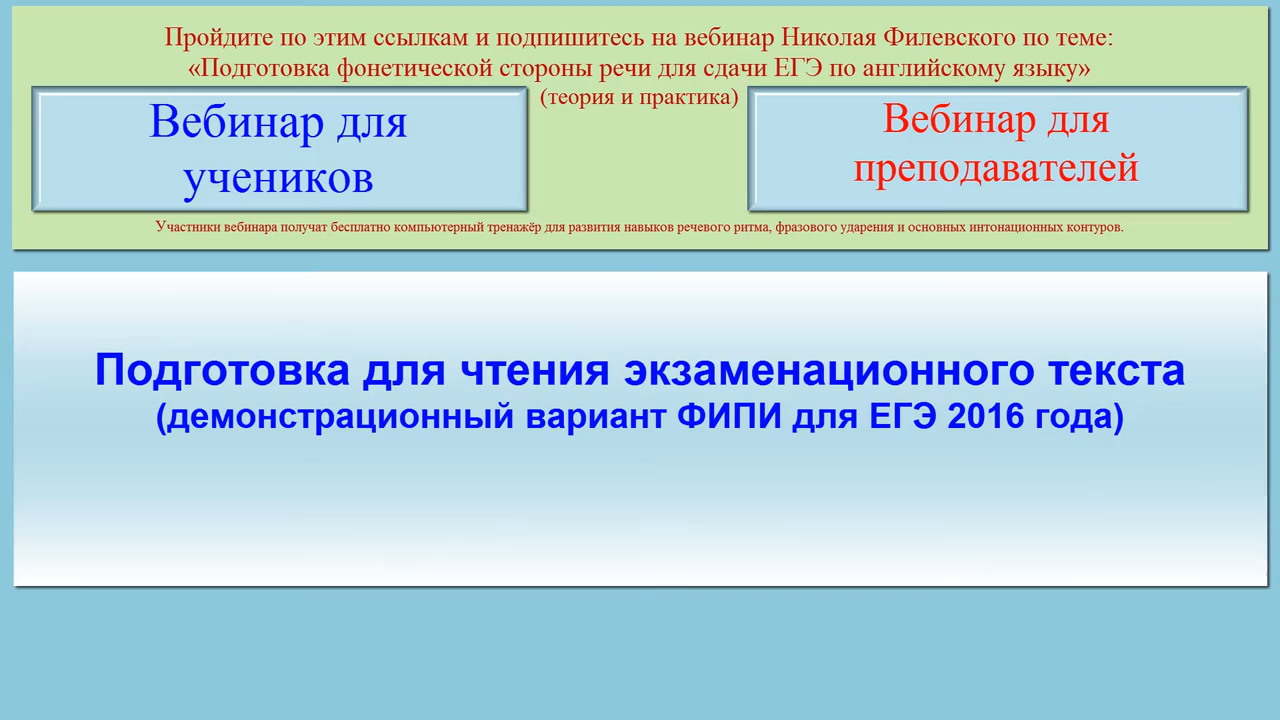 Пройдите по этим ссылкам и подпишитесь на вебинар Николая Филевского по теме:
«Подготовка фонетической стороны речи для сдачи ЕГЭ по английскому языку»
(теория и практика)
Вебинар для
учеников
Вебинар для
преподавателей
Участники вебинара получат бесплатно компьютерный тренажёр для развития навыков речевого ритма, фразового ударения и основных интонационных контуров.
Подготовка для чтения экзаменационного текста
(демонстрационный вариант ФИПИ для ЕГЭ 2016 года)